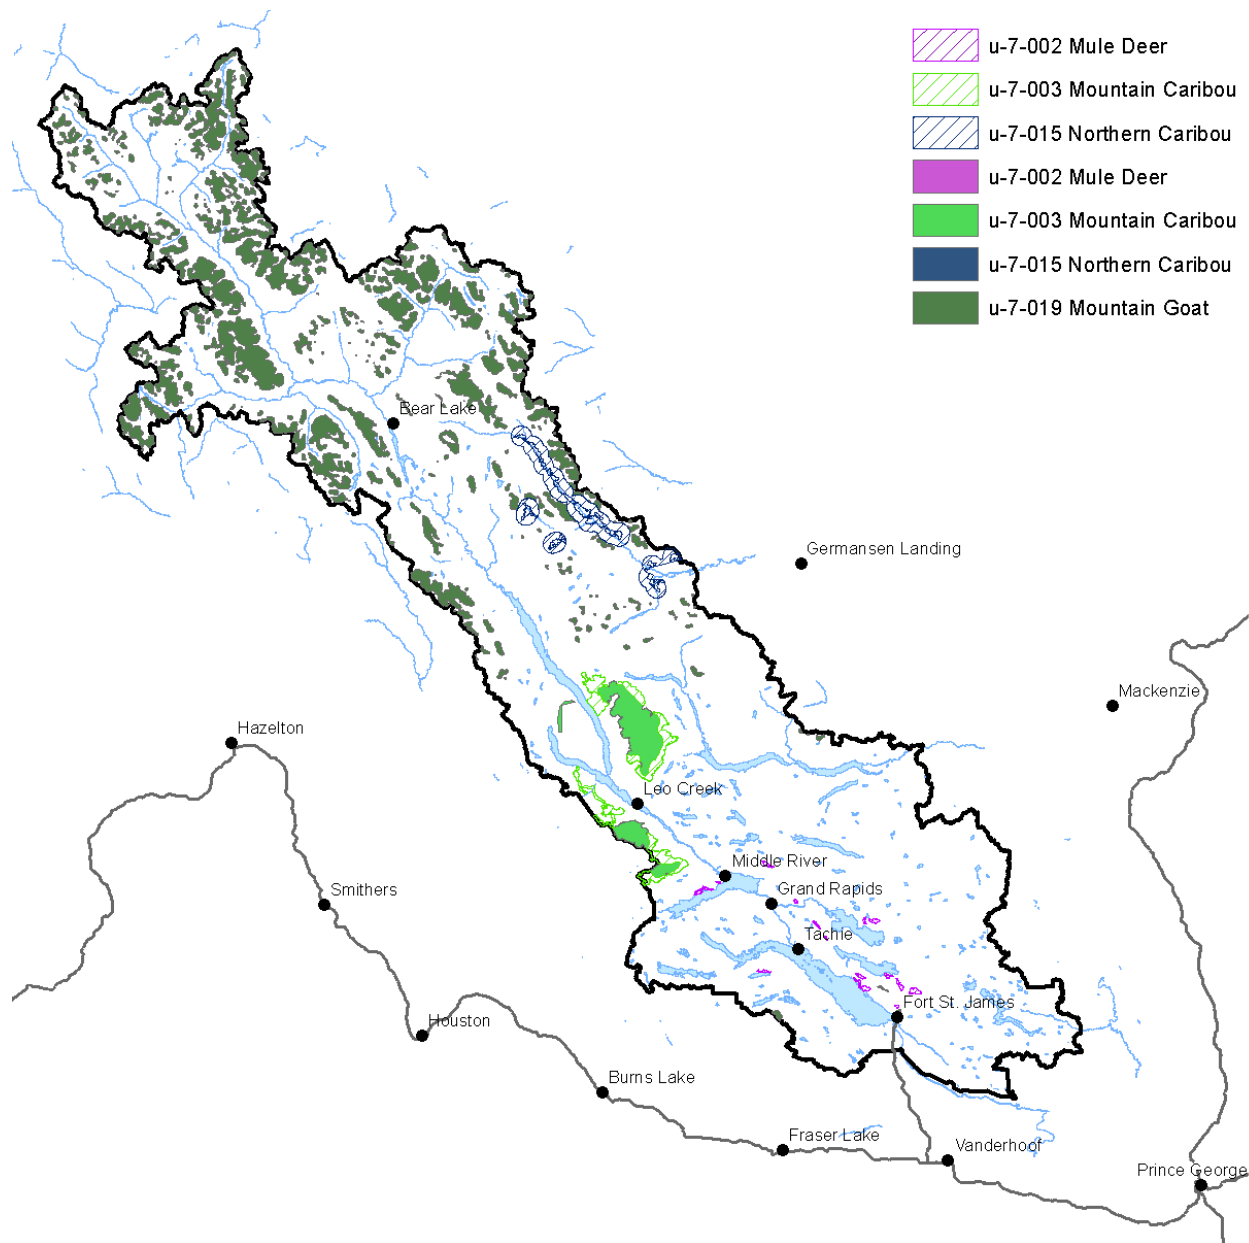 u-7-002 Mule Deer
u-7-003 Mountain Caribou
u-7-015 Northern Caribou
u-7-002 Mule Deer
u-7-003 Mountain Caribou
u-7-015 Northern Caribou
u-7-019 Mountain Goat
Bear Lake
Germansen Landing
Mackenzie
Hazelton
Leo Creek
Middle River
Grand Rapids
Smithers
Tachie
Fort St. James
Houston
Burns Lake
Fraser Lake
Vanderhoof
Prince George